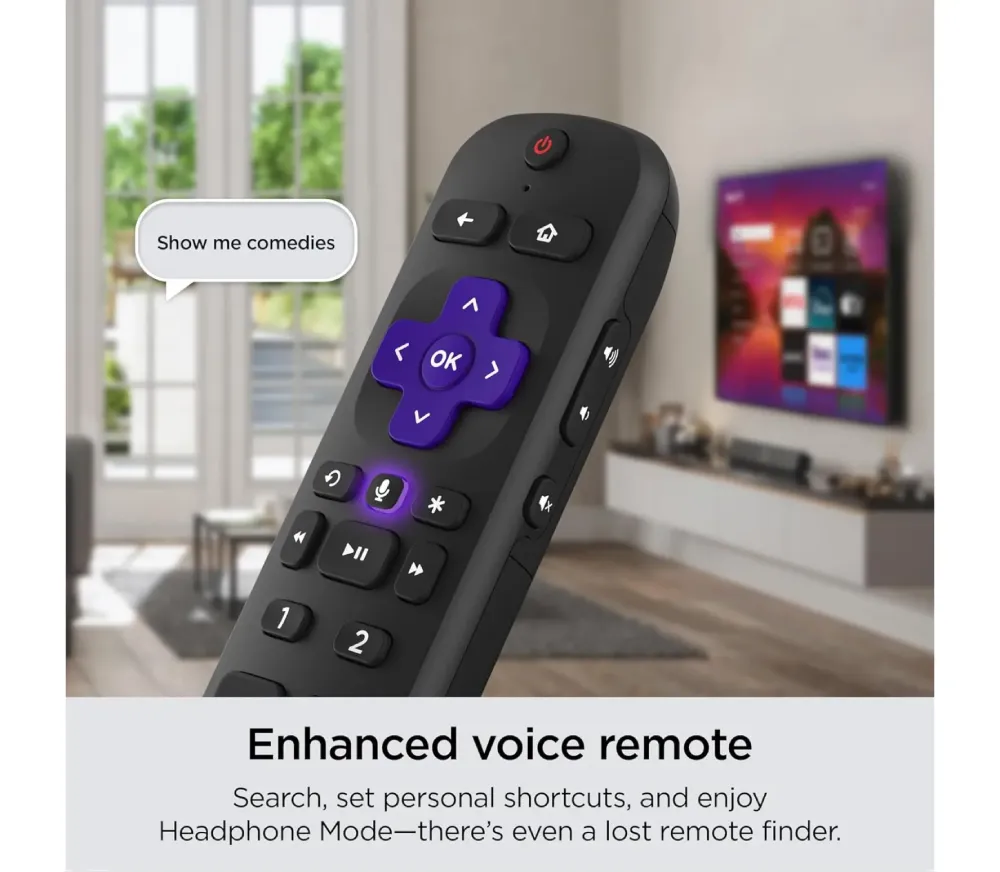 Show me comedies
OK
1
2
Enhanced voice remote
Search, set personal shortcuts, and enjoy
Headphone Mode—there's even a lost remote finder.